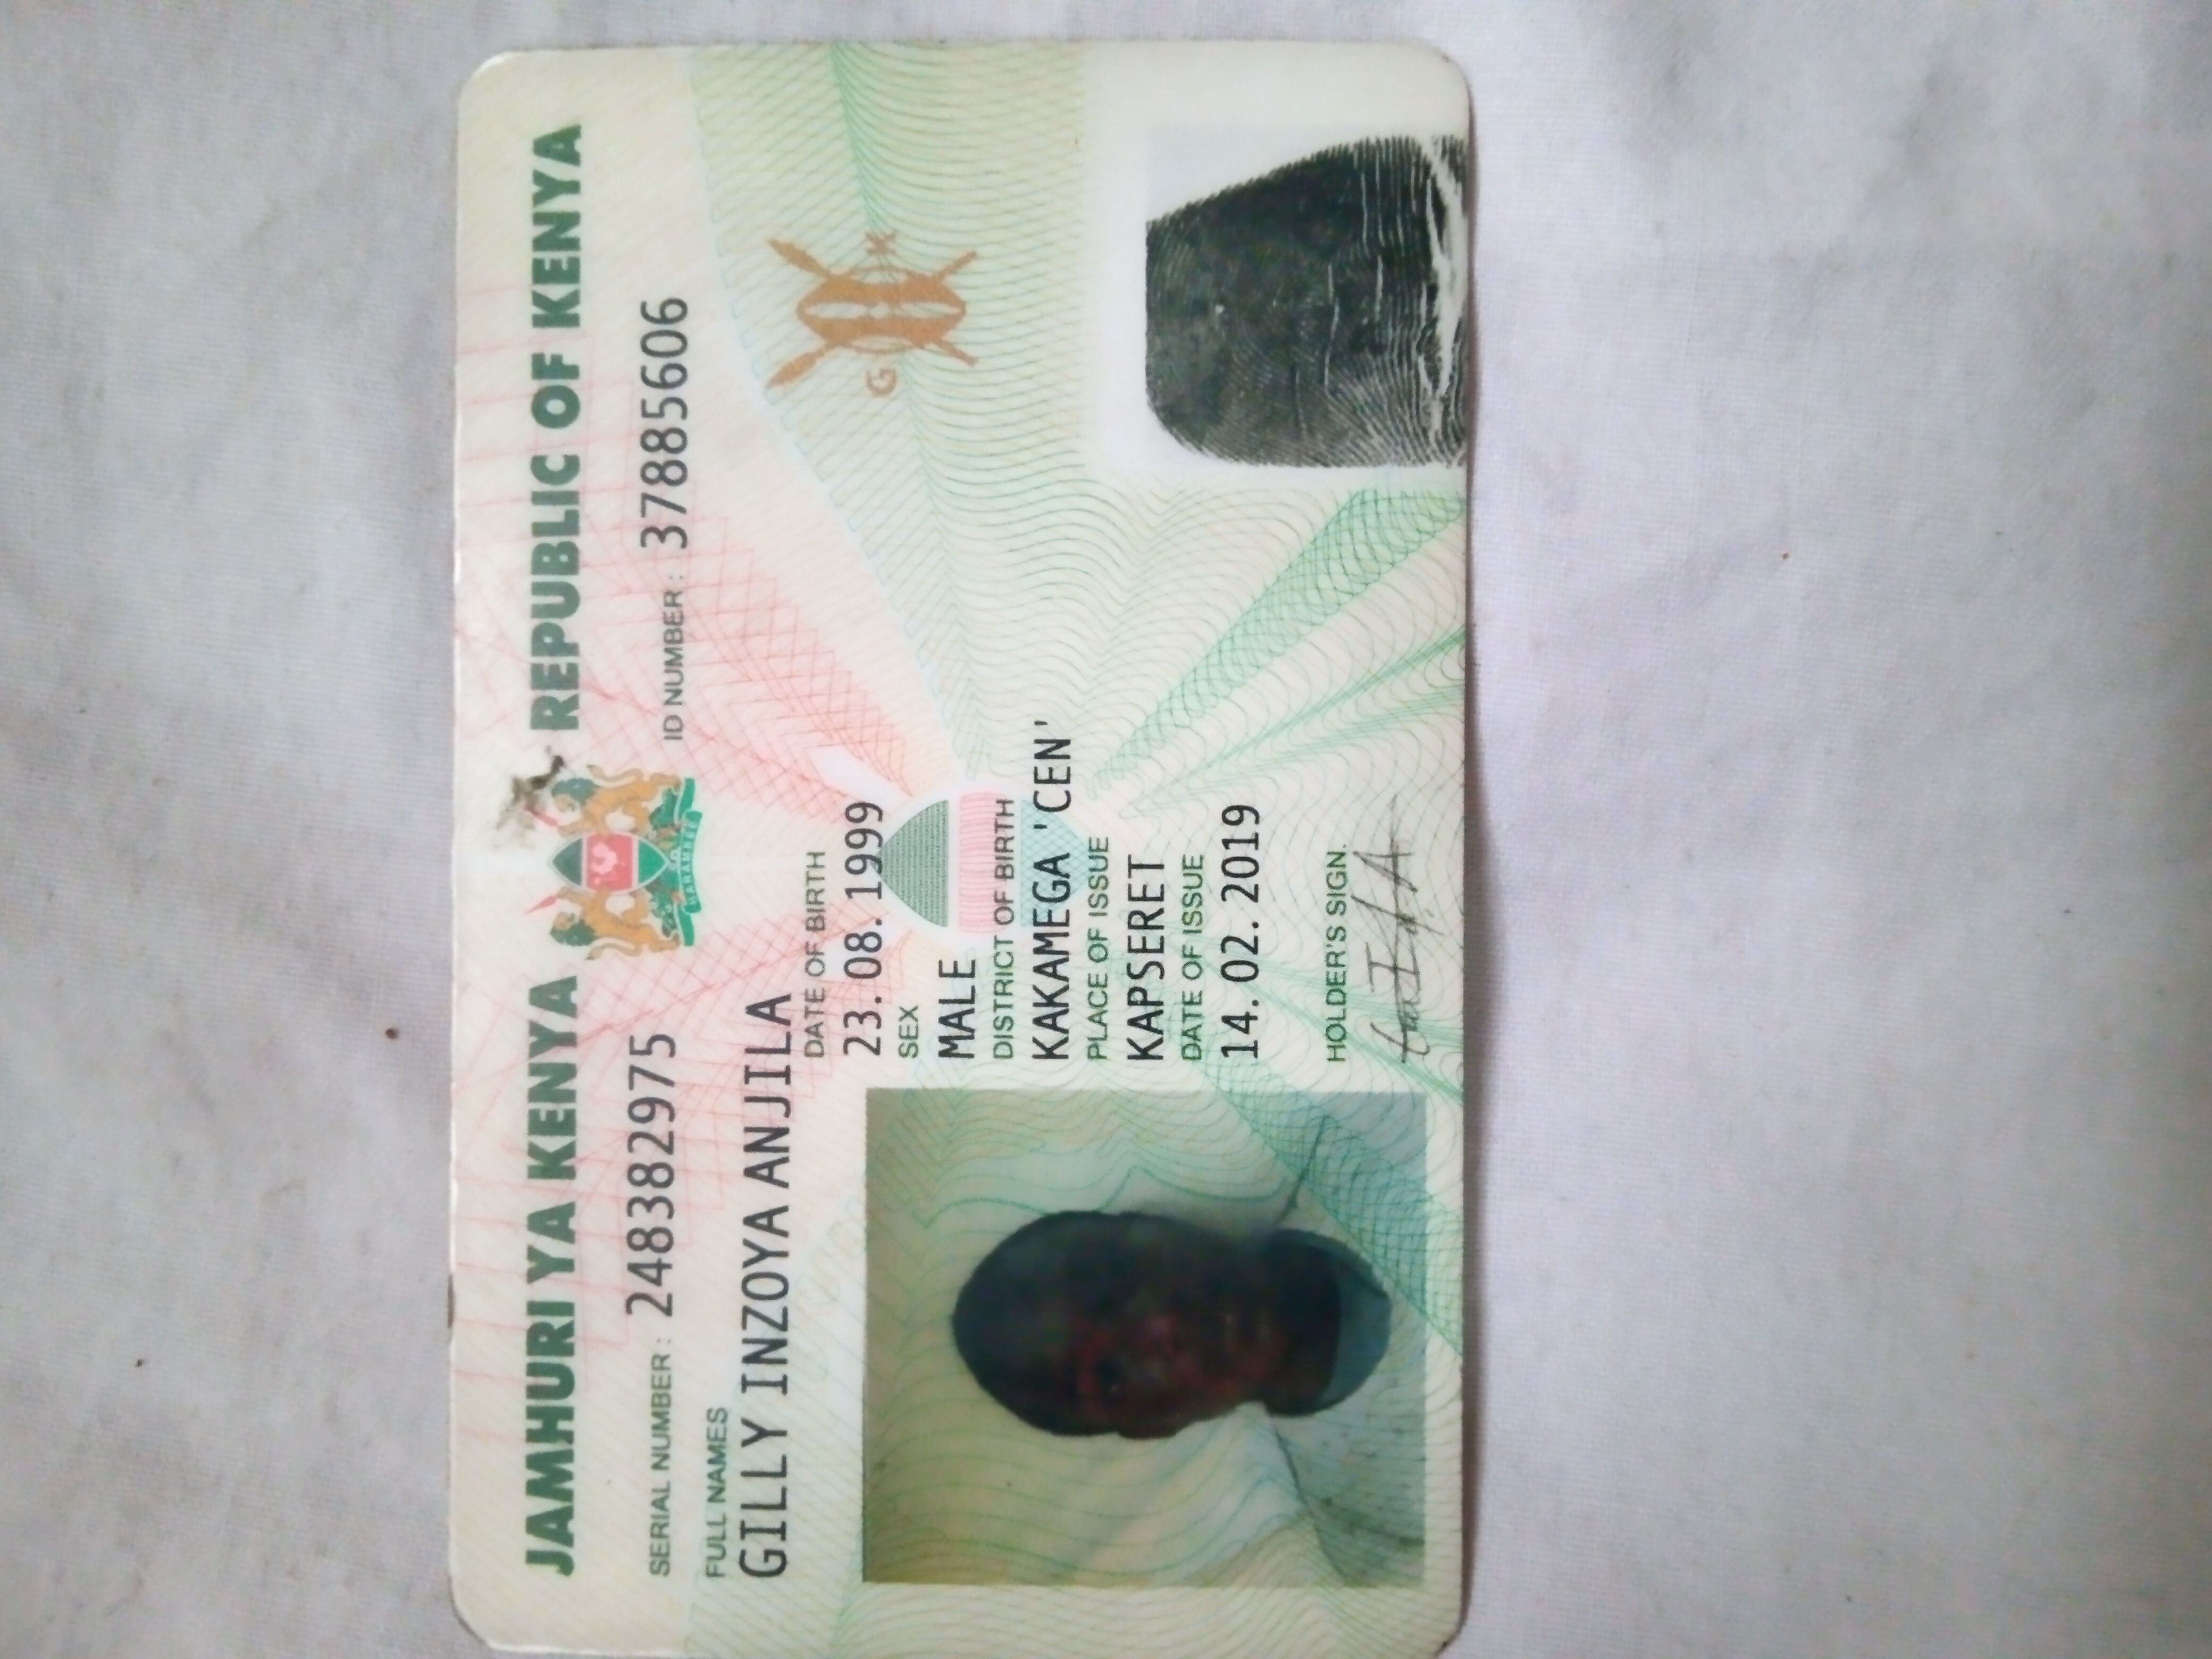 JAMHURI YA KENYA REPUBLIC OF KENYA
SERIAL NUMBER : 248382975 ID NUMBER : 37885606
FULL NAMES
GILLY INZOYA ANJILA
DATE OF BIRTH
23. 08. 1999
SEX
MALE
DISTRICT OF BIRTH
KAKAMEGA 'CEN'
PLACE OF ISSUE
KAPSERET
DATE OF ISSUE
14. 02. 2019
HOLDER'S SIGN.
HARAMBEE
G K